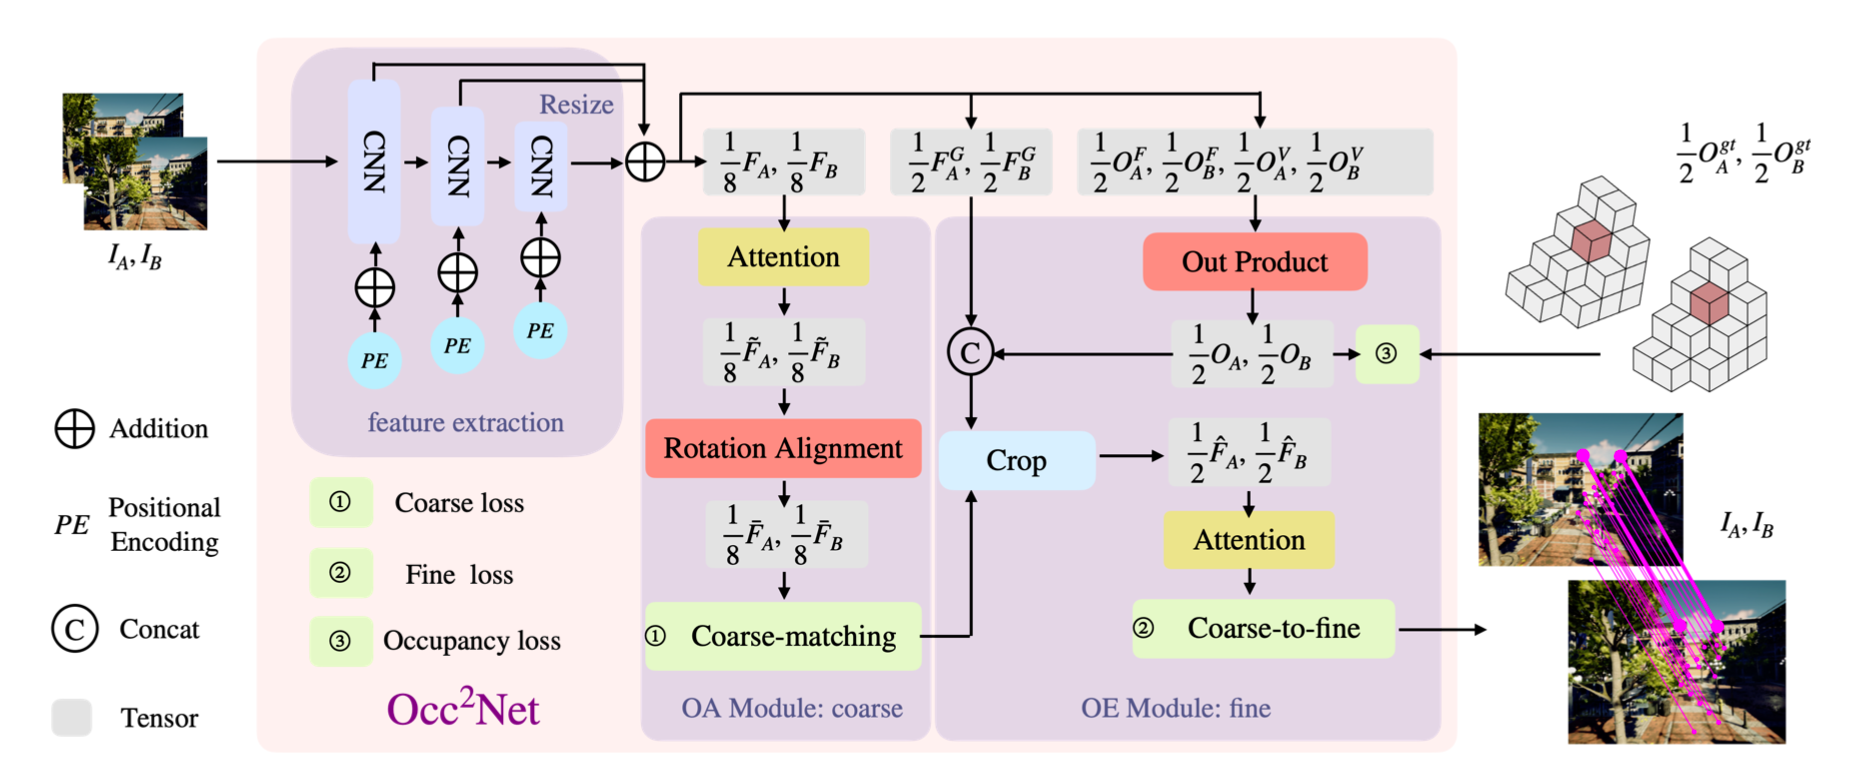 Resize
CNN
CNN
CNN
PE
PE
PE
feature extraction
I_A, I_B
1/8 F_A, 1/8 F_B
1/2 F_A^G, 1/2 F_B^G
1/2 O_A^F, 1/2 O_B^F, 1/2 O_A^V, 1/2 O_B^V
1/2 O_A^{gt}, 1/2 O_B^{gt}
Attention
Out Product
1/8 F̃_A, 1/8 F̃_B
C
1/2 O_A, 1/2 O_B
③
Rotation Alignment
Crop
1/2 F̂_A, 1/2 F̂_B
1/8 F̄_A, 1/8 F̄_B
Attention
① Coarse-matching
② Coarse-to-fine
OA Module: coarse
OE Module: fine
I_A, I_B
Addition
PE Positional
Encoding
C Concat
Tensor
① Coarse loss
② Fine loss
③ Occupancy loss
Occ²Net